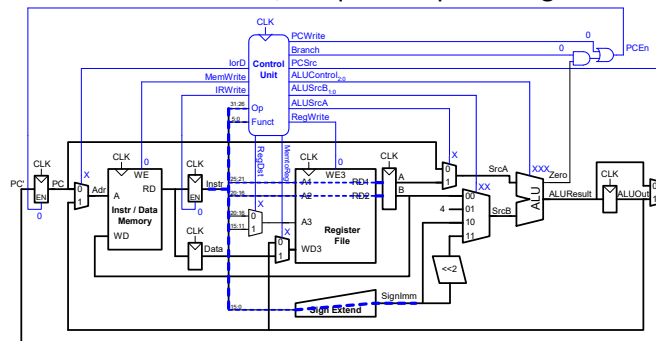 CLK
PCWrite
0
Branch
0
PCEn
IorD
Control
Unit
PCSrc
MemWrite
ALUControl2:0
IRWrite
ALUSrcB1:0
31:26
Op
ALUSrcA
5:0
Funct
RegWrite
RegDst
MemtoReg
CLK
CLK
CLK
CLK
CLK
CLK
CLK
X
0
0
X
XX
XXX
Zero
PC'
PC
EN
0
0
1
Adr
A
WE
RD
Instr / Data
Memory
WD
EN
Instr
25:21
20:16
A1
A2
WE3
RD1
RD2
A
B
0
1
SrcA
20:16
15:11
X
0
1
A3
Register
File
WD3
X
0
1
Data
CLK
4
00
01
10
11
SrcB
ALU
ALUResult
ALUOut
0
<<2
SignImm
15:0
Sign Extend